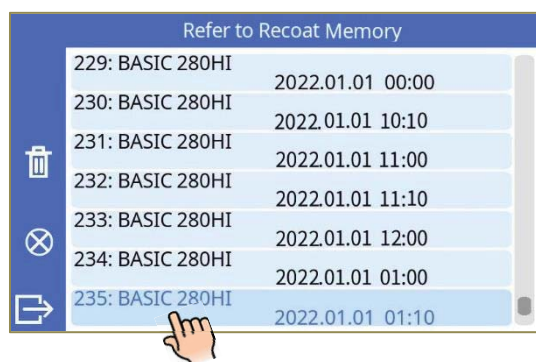 Refer to Recoat Memory
229: BASIC 280HI
2022.01.01 00:00
230: BASIC 280HI
2022.01.01 10:10
231: BASIC 280HI
2022.01.01 11:00
232: BASIC 280HI
2022.01.01 11:10
233: BASIC 280HI
2022.01.01 12:00
234: BASIC 280HI
2022.01.01 01:00
235: BASIC 280HI
2022.01.01 01:10